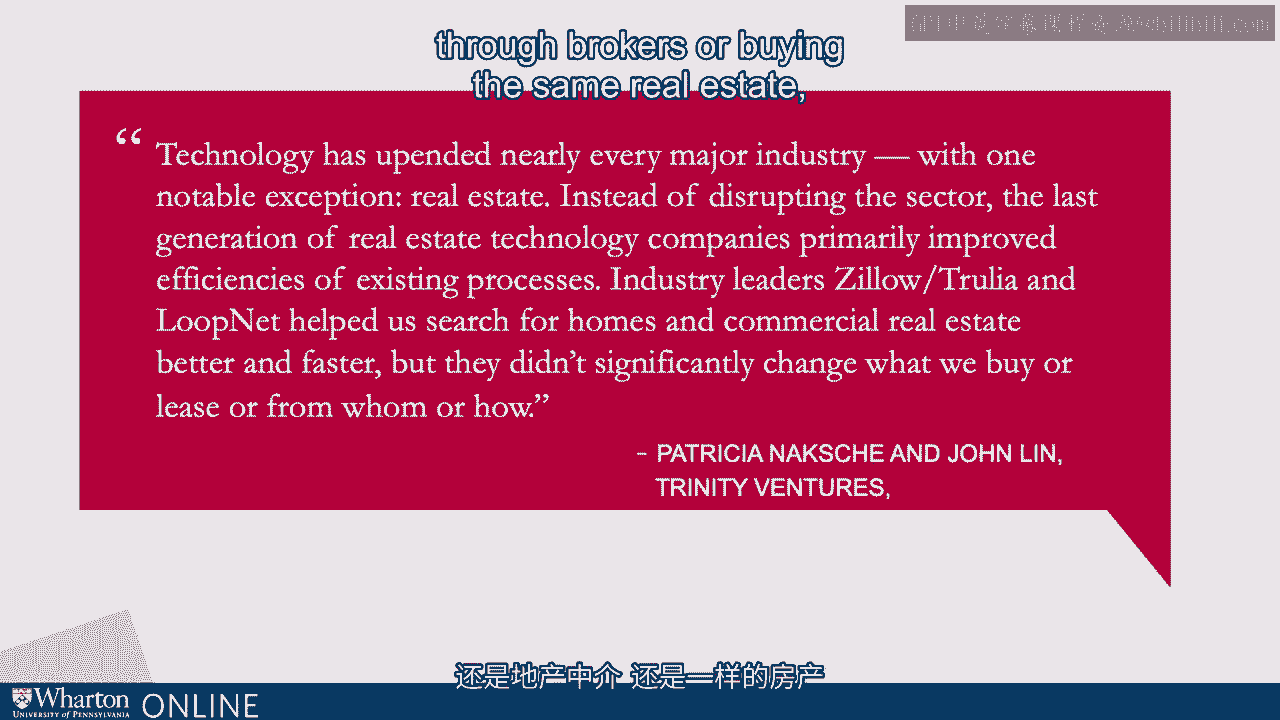 through brokers or buying
the same real estate,
“ Technology has upended nearly every major industry — with one
notable exception: real estate. Instead of disrupting the sector, the last
generation of real estate technology companies primarily improved
efficiencies of existing processes. Industry leaders Zillow/Trulia and
LoopNet helped us search for homes and commercial real estate
better and faster, but they didn’t significantly change what we buy or
lease or from whom or how.”
- PATRICIA NAKSCHE AND JOHN LIN,
TRINITY VENTURES,
还是地产中介 还是一样的房产
Wharton ONLINE
UNIVERSITY of PENNSYLVANIA